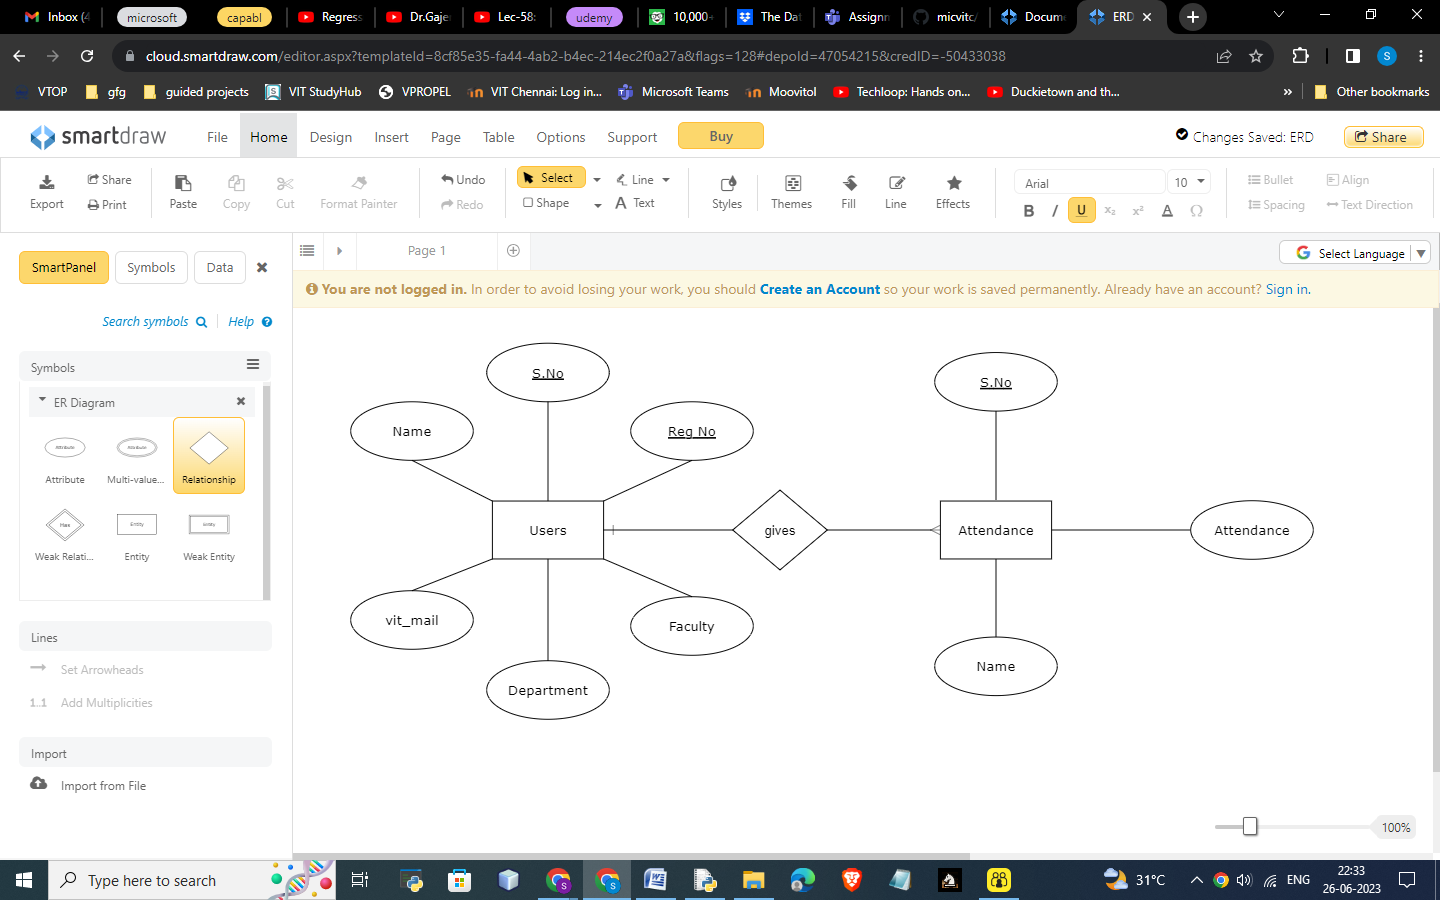 Inbox (4
microsoft
capabl
Regress
Dr.Gaje
Lec-58:
udemy
10,000+
The Dat
Assignm
micvitc/
Docum
ERD
cloud.smartdraw.com/editor.aspx?templateId=8cf85e35-fa44-4ab2-b4ec-214ec2f0a27a&flags=128#depoId=47054215&credID=-50433038
S
VTOP
gfg
guided projects
VIT StudyHub
VPROPEL
VIT Chennai: Log in...
Microsoft Teams
Moovitol
Techloop: Hands on...
Duckietown and th...
»
Other bookmarks
smartdraw
File
Home
Design
Insert
Page
Table
Options
Support
Buy
Changes Saved: ERD
Share
Export
Share
Print
Paste
Copy
Cut
Format Painter
Undo
Redo
Select
Shape
Line
Text
Styles
Themes
Fill
Line
Effects
Arial
10
B I U x₂ x² A Ω
Bullet
Align
Spacing
Text Direction
SmartPanel
Symbols
Data
Page 1
Select Language
You are not logged in. In order to avoid losing your work, you should Create an Account so your work is saved permanently. Already have an account? Sign in.
Search symbols
Help
Symbols
ER Diagram
Attribute
Attribute
Attribute
Multi-value...
Relationship
Has
Weak Relati...
Entity
Entity
Entity
Weak Entity
Lines
Set Arrowheads
1..1 Add Multiplicities
Import
Import from File
S.No
Name
Reg No
Users
gives
vit_mail
Faculty
Department
S.No
Attendance
Attendance
Name
100%
Type here to search
31°C
ENG
22:33
26-06-2023